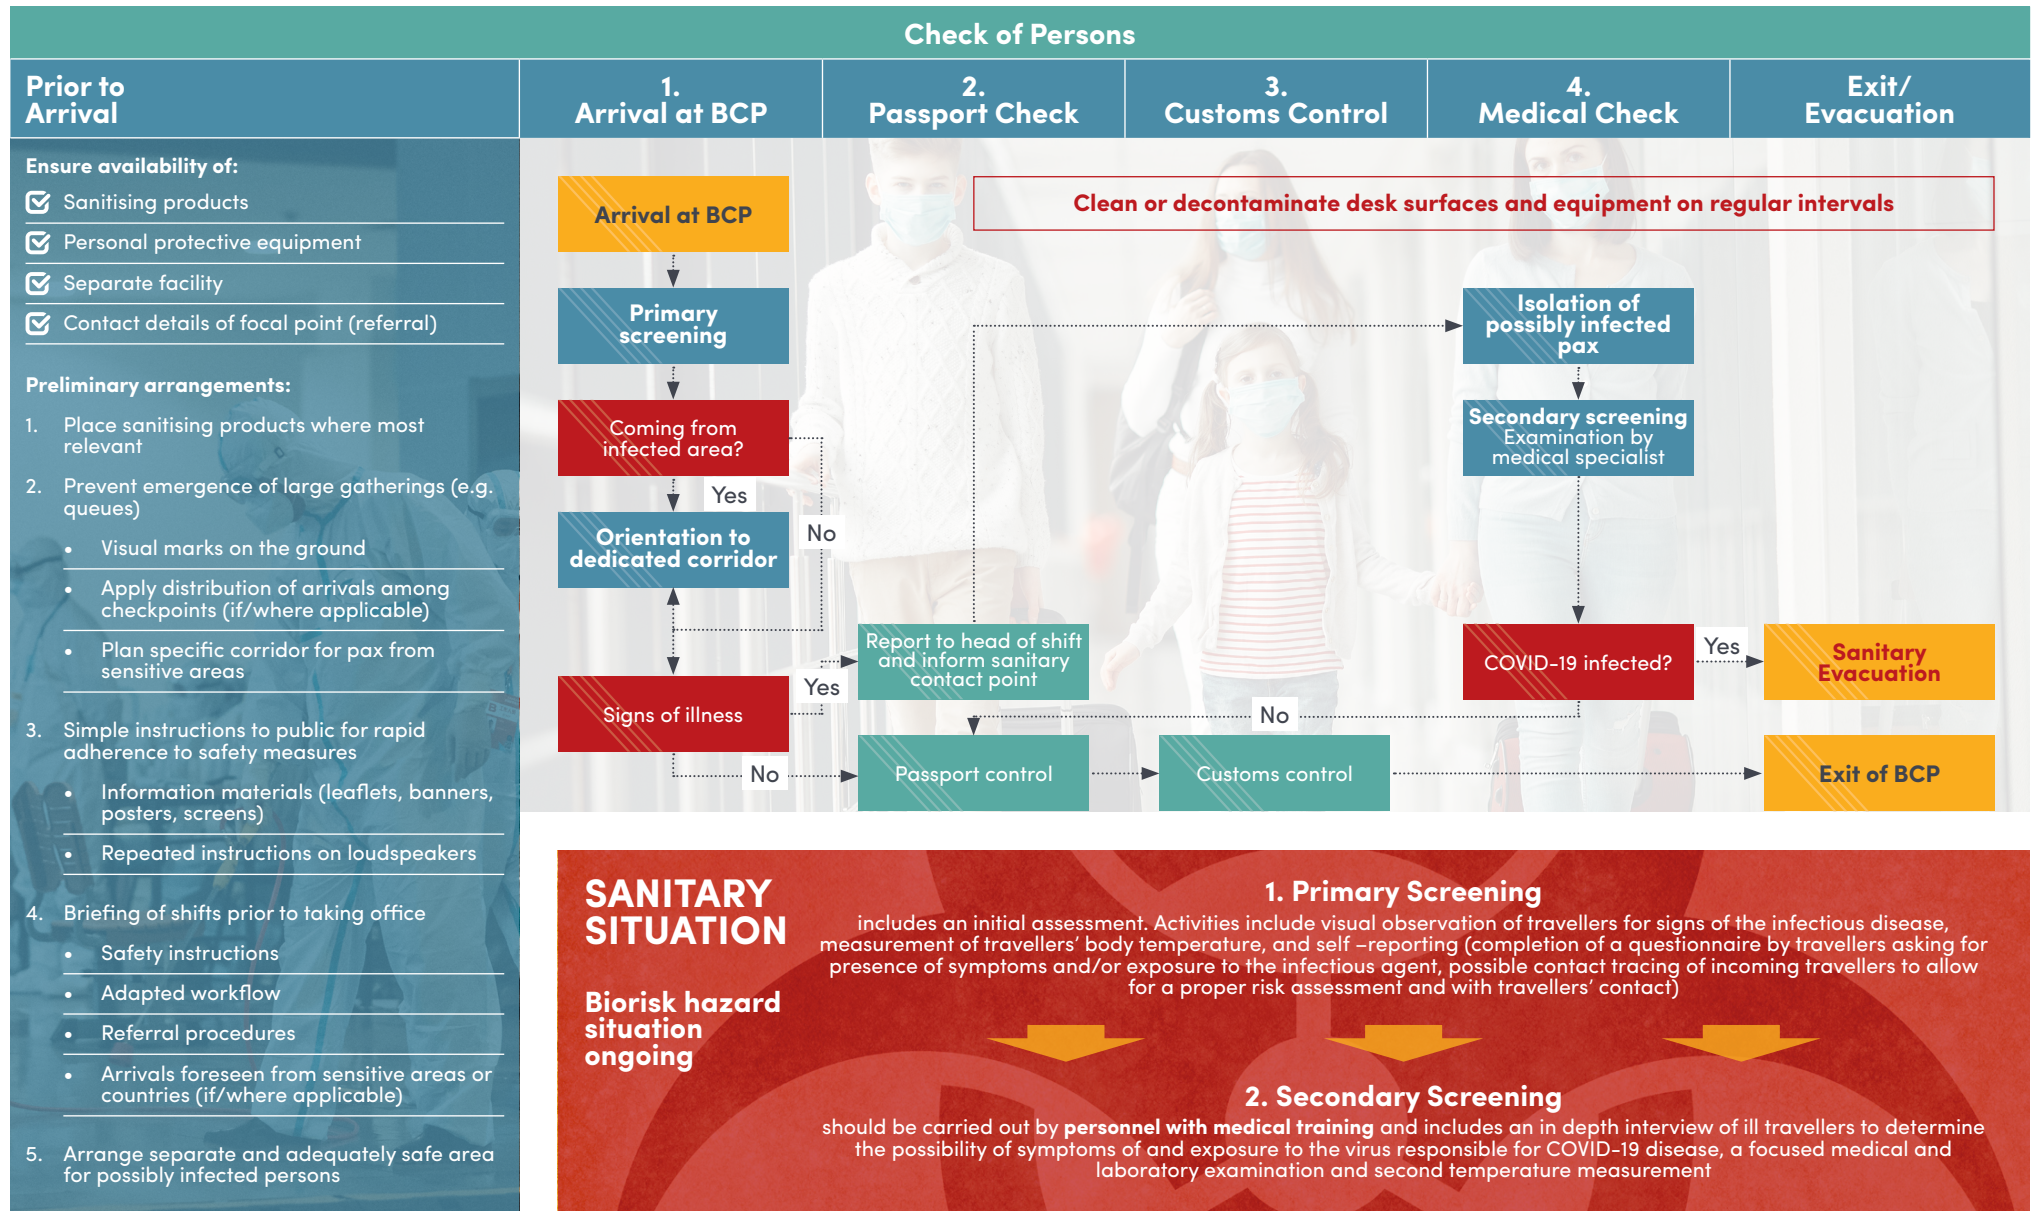 Check of Persons
Prior to
Arrival
1.
Arrival at BCP
2.
Passport Check
3.
Customs Control
4.
Medical Check
Exit/
Evacuation
Ensure availability of:
Sanitising products
Personal protective equipment
Separate facility
Contact details of focal point (referral)
Preliminary arrangements:
1. Place sanitising products where most
relevant
2. Prevent emergence of large gatherings (e.g.
queues)
• Visual marks on the ground
• Apply distribution of arrivals among
checkpoints (if/where applicable)
• Plan specific corridor for pax from
sensitive areas
3. Simple instructions to public for rapid
adherence to safety measures
• Information materials (leaflets, banners,
posters, screens)
• Repeated instructions on loudspeakers
4. Briefing of shifts prior to taking office
• Safety instructions
• Adapted workflow
• Referral procedures
• Arrivals foreseen from sensitive areas or
countries (if/where applicable)
5. Arrange separate and adequately safe area
for possibly infected persons
Arrival at BCP
Clean or decontaminate desk surfaces and equipment on regular intervals
Primary
screening
Isolation of
possibly infected
pax
Coming from
infected area?
Secondary screening
Examination by
medical specialist
Yes
No
Orientation to
dedicated corridor
Report to head of shift
and inform sanitary
contact point
COVID-19 infected?
Yes
Sanitary
Evacuation
Yes
Signs of illness
No
No
Passport control
Customs control
Exit of BCP
SANITARY
SITUATION
Biorisk hazard
situation
ongoing
1. Primary Screening
includes an initial assessment. Activities include visual observation of travellers for signs of the infectious disease,
measurement of travellers’ body temperature, and self –reporting (completion of a questionnaire by travellers asking for
presence of symptoms and/or exposure to the infectious agent, possible contact tracing of incoming travellers to allow
for a proper risk assessment and with travellers’ contact)
2. Secondary Screening
should be carried out by personnel with medical training and includes an in depth interview of ill travellers to determine
the possibility of symptoms of and exposure to the virus responsible for COVID-19 disease, a focused medical and
laboratory examination and second temperature measurement